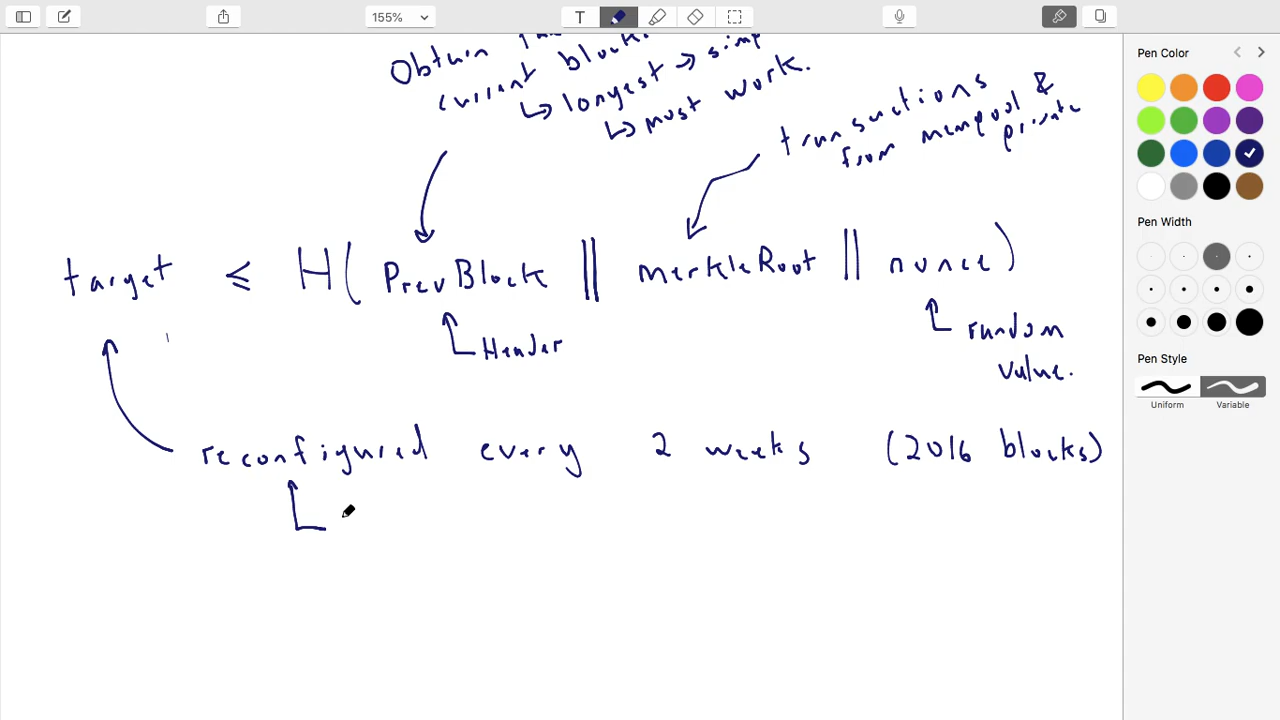 155%
T
Pen Color
Obtain
current block
↳ longest → simp
↳ most work.
transactions
from mempool &
private
target ≤ H(PrevBlock || merkleRoot || nonce)
Header
random
value.
reconfigured every 2 weeks (2016 blocks)
Pen Width
Pen Style
Uniform
Variable